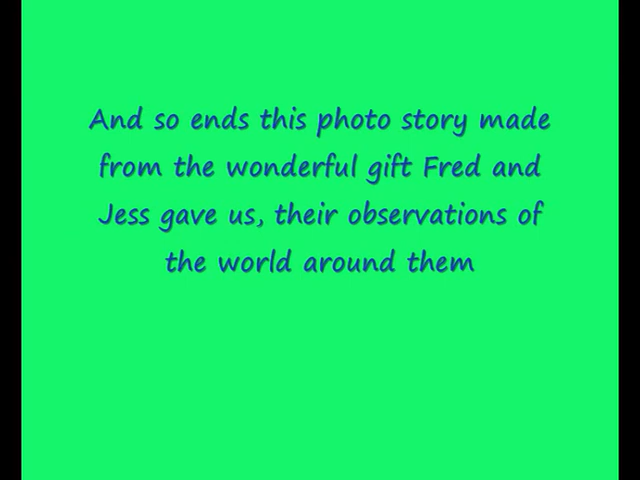 And so ends this photo story made
from the wonderful gift Fred and
Jess gave us, their observations of
the world around them